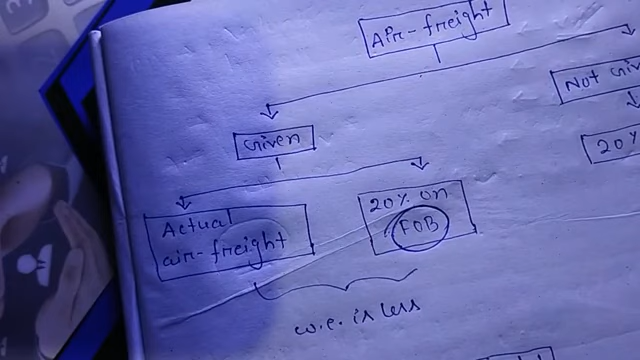 Air-freight
Not Giv
Given
20%
20% on
FOB
Actual
air-freight
w.e. is less